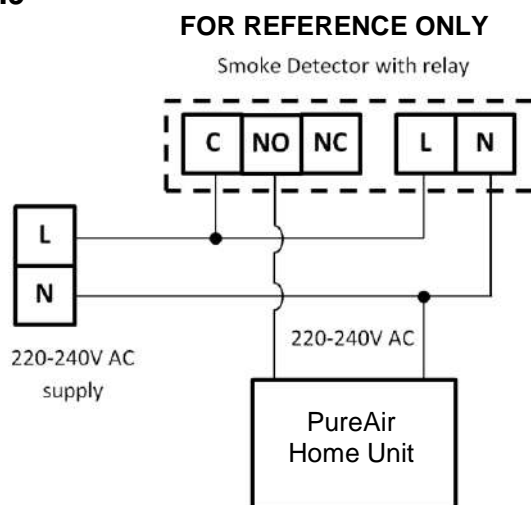 FOR REFERENCE ONLY
Smoke Detector with relay
C NO NC L N
L
N
220-240V AC
220-240V AC
supply
PureAir
Home Unit